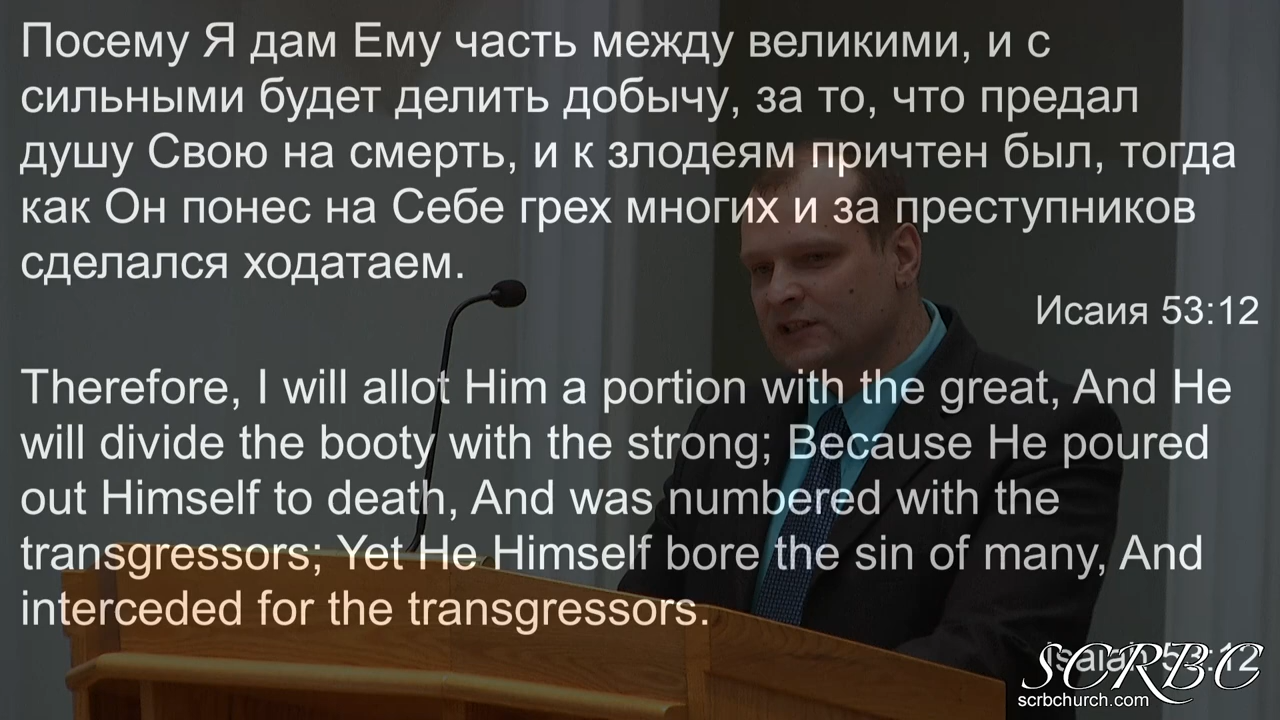 Посему Я дам Ему часть между великими, и с
сильными будет делить добычу, за то, что предал
душу Свою на смерть, и к злодеям причтен был, тогда
как Он понес на Себе грех многих и за преступников
сделался ходатаем.
Исаия 53:12
Therefore, I will allot Him a portion with the great, And He
will divide the booty with the strong; Because He poured
out Himself to death, And was numbered with the
transgressors; Yet He Himself bore the sin of many, And
interceded for the transgressors.
Isaiah 53:12
SCRBC
scrbchurch.com